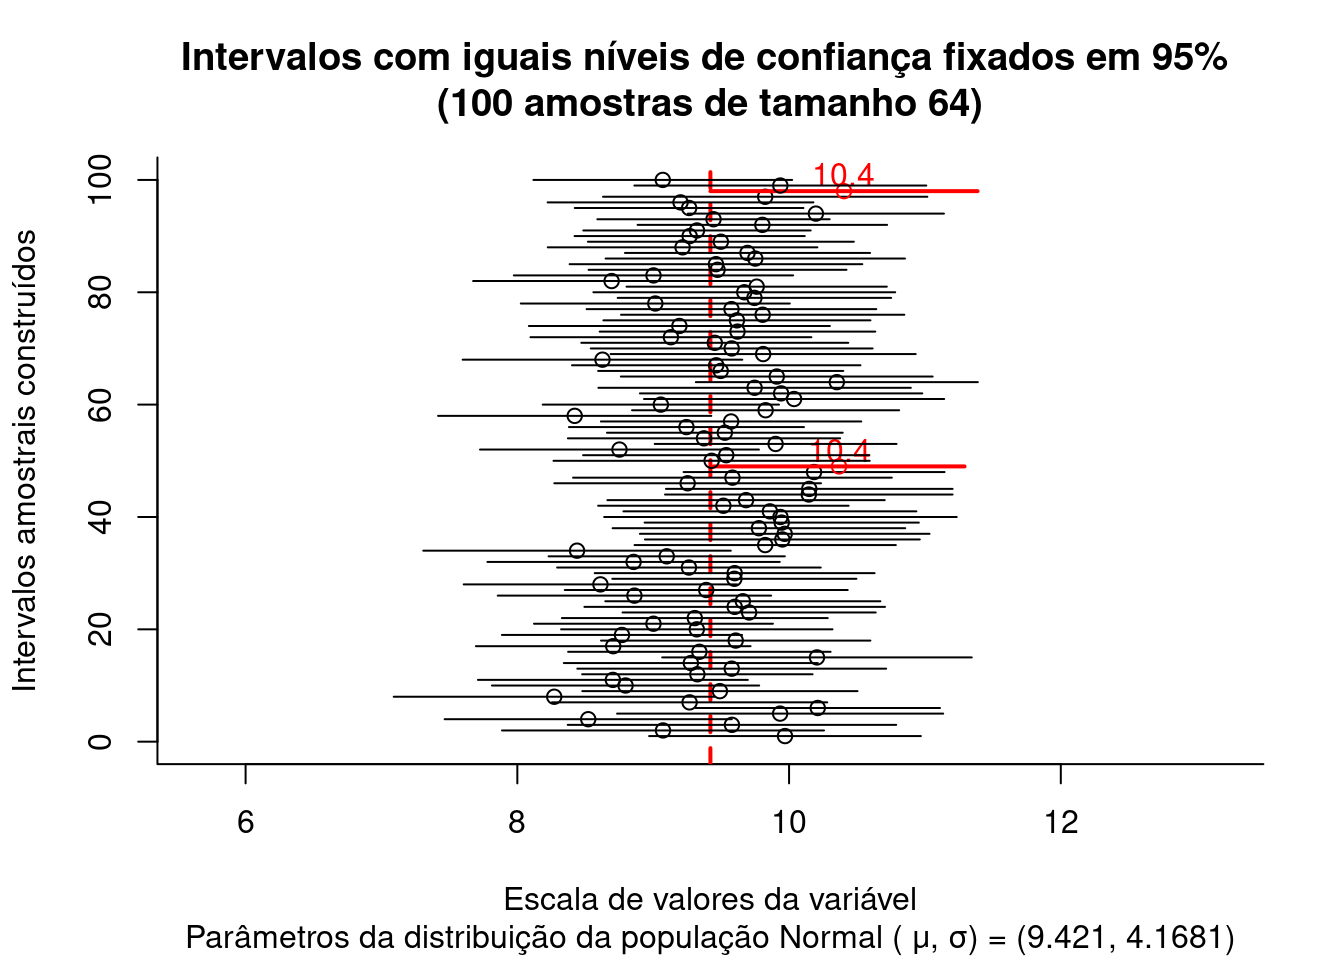 Intervalos com iguais níveis de confiança fixados em 95%
(100 amostras de tamanho 64)
Intervalos amostrais construídos
100
80
60
40
20
0
10.4
10.4
6
8
10
12
Escala de valores da variável
Parâmetros da distribuição da população Normal ( μ, σ) = (9.421, 4.1681)